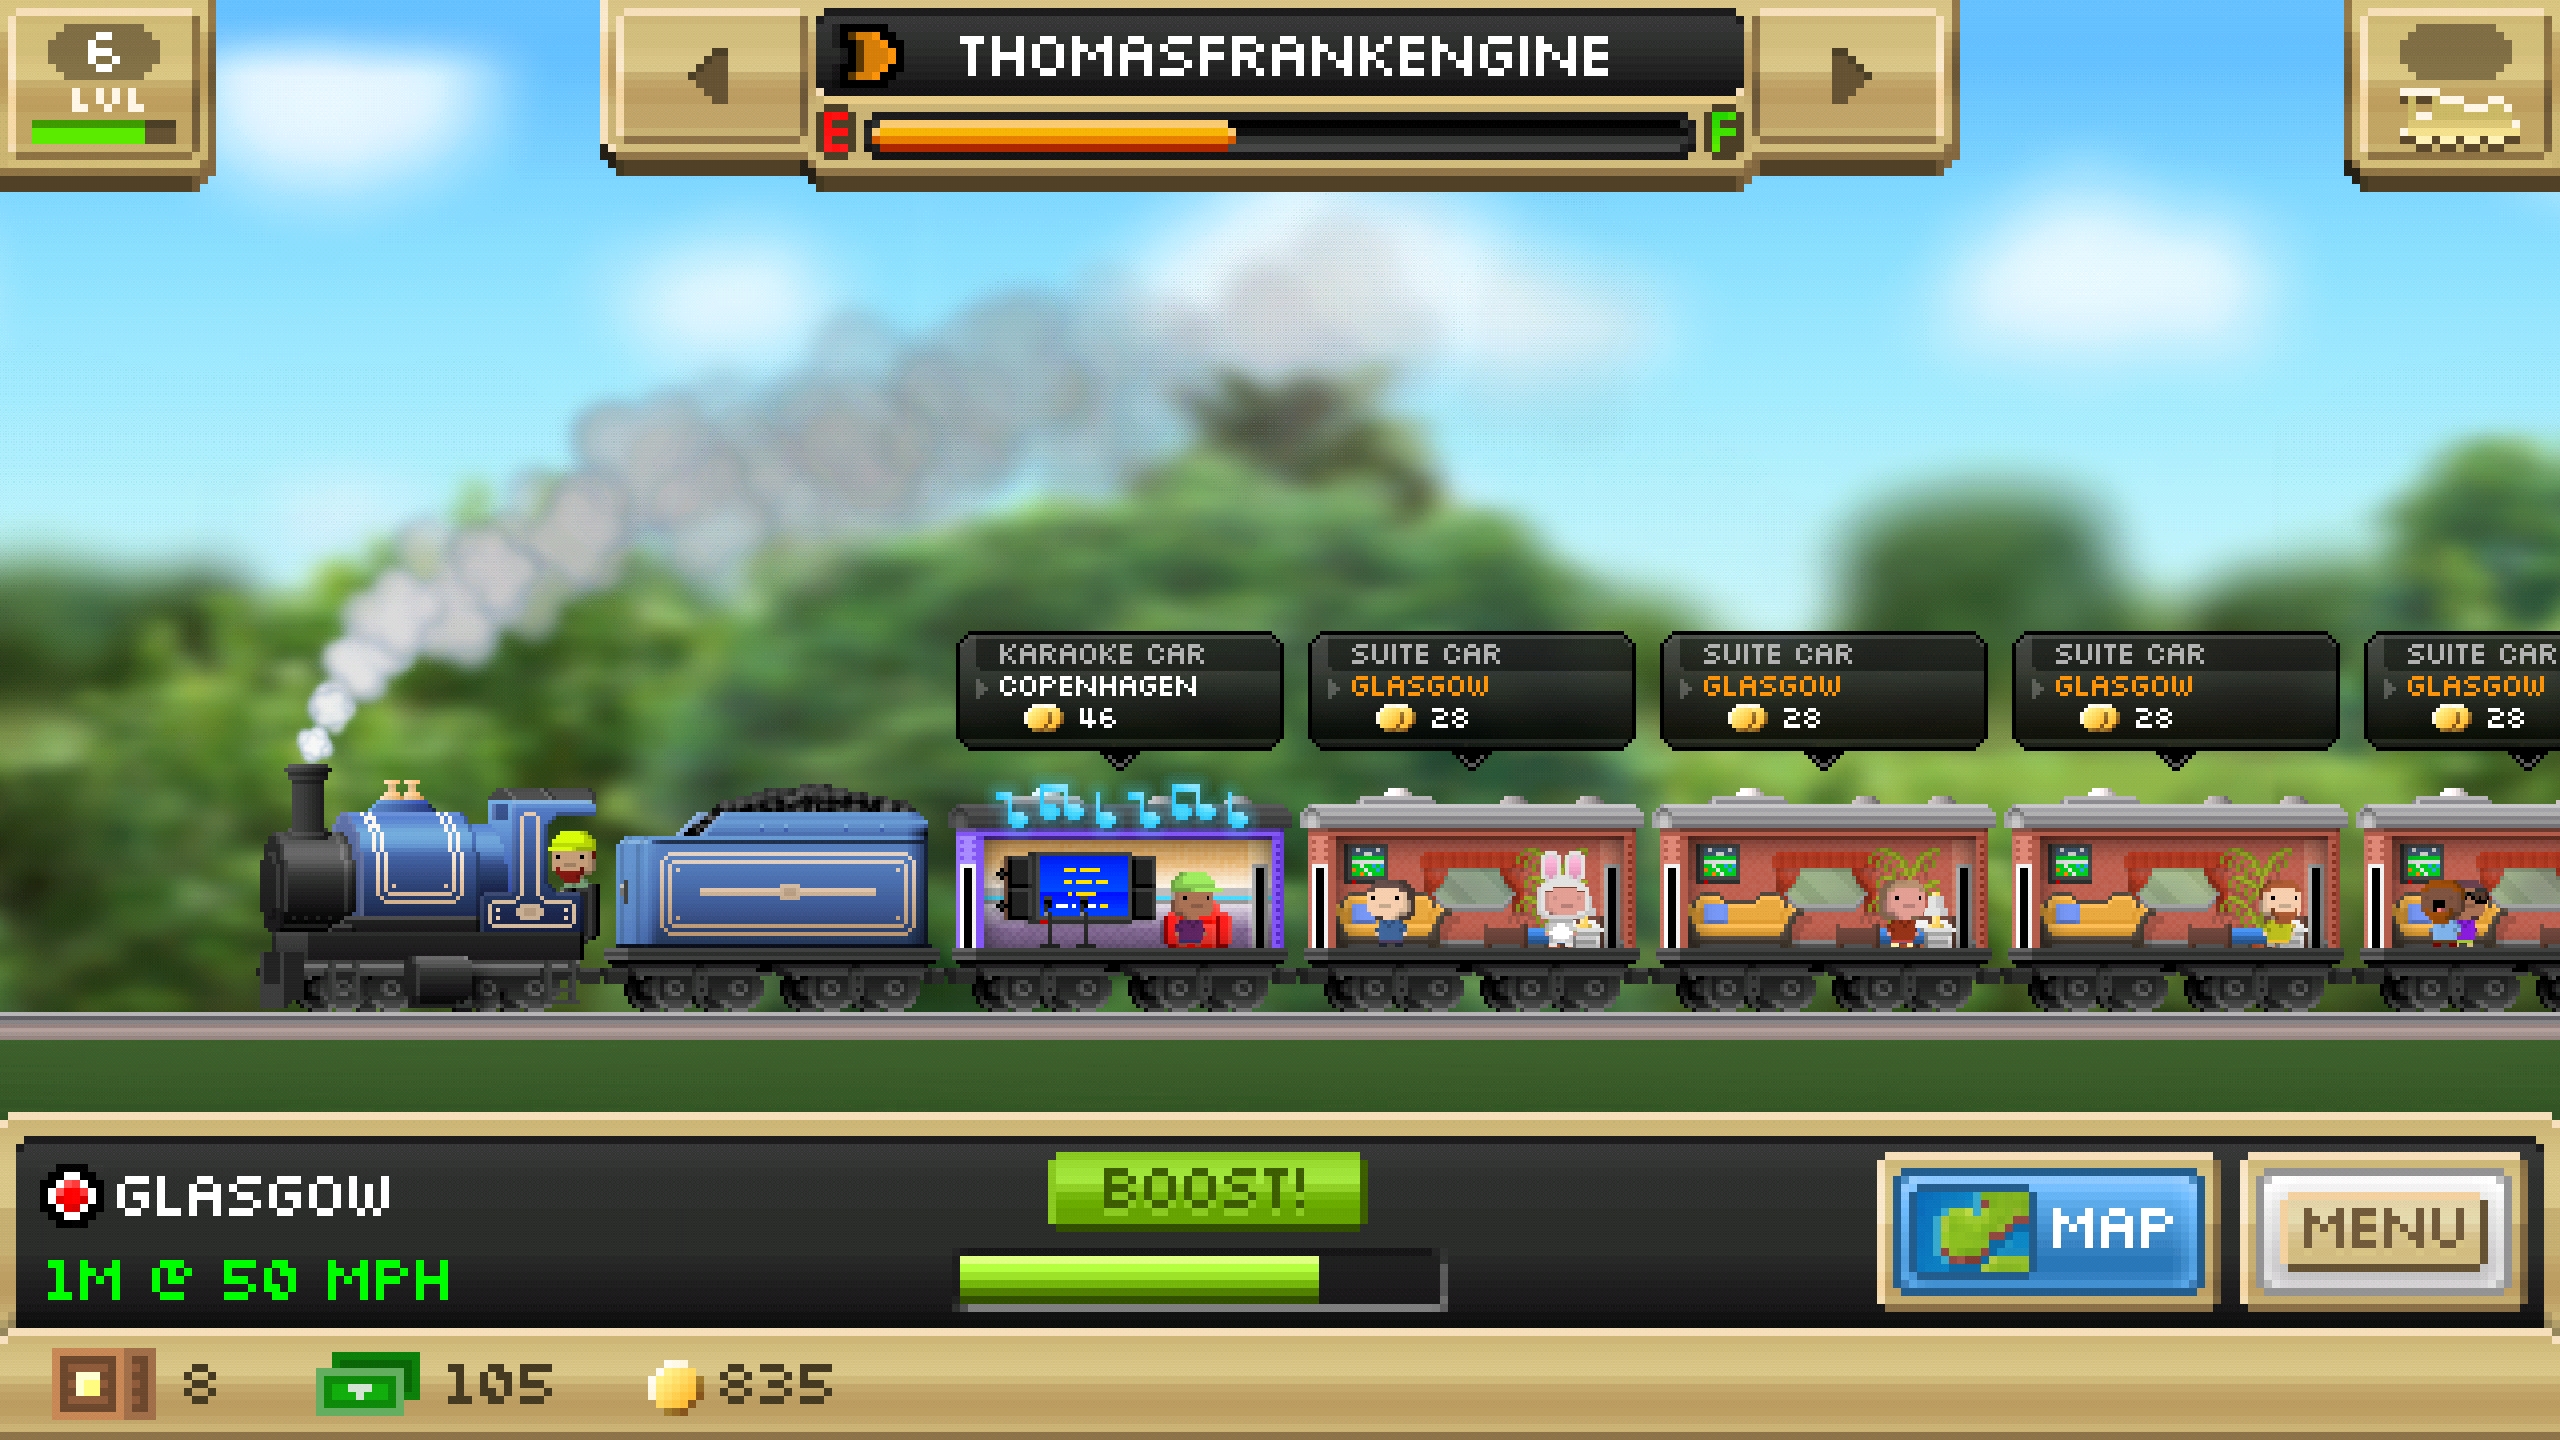 6
LVL
THOMASFRANKENGINE
E F
KARAOKE CAR
COPENHAGEN
46
SUITE CAR
GLASGOW
28
SUITE CAR
GLASGOW
28
SUITE CAR
GLASGOW
28
SUITE CAR
GLASGOW
28
GLASGOW
1M @ 50 MPH
BOOST!
MAP
MENU
8 105 835